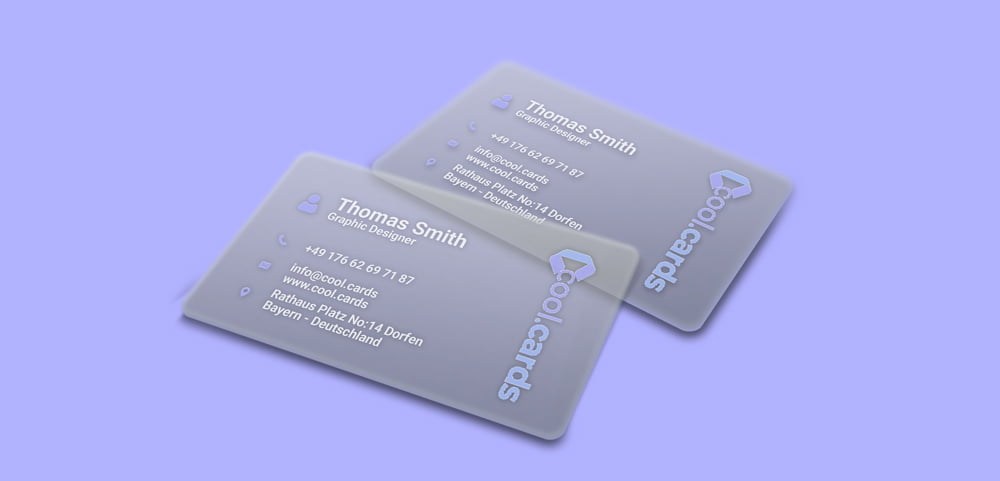 Thomas Smith
Graphic Designer
+49 176 62 69 71 87
info@cool.cards
www.cool.cards
Rathaus Platz No:14 Dorfen
Bayern - Deutschland
cool.cards
Thomas Smith
Graphic Designer
+49 176 62 69 71 87
info@cool.cards
www.cool.cards
Rathaus Platz No:14 Dorfen
Bayern - Deutschland
cool.cards